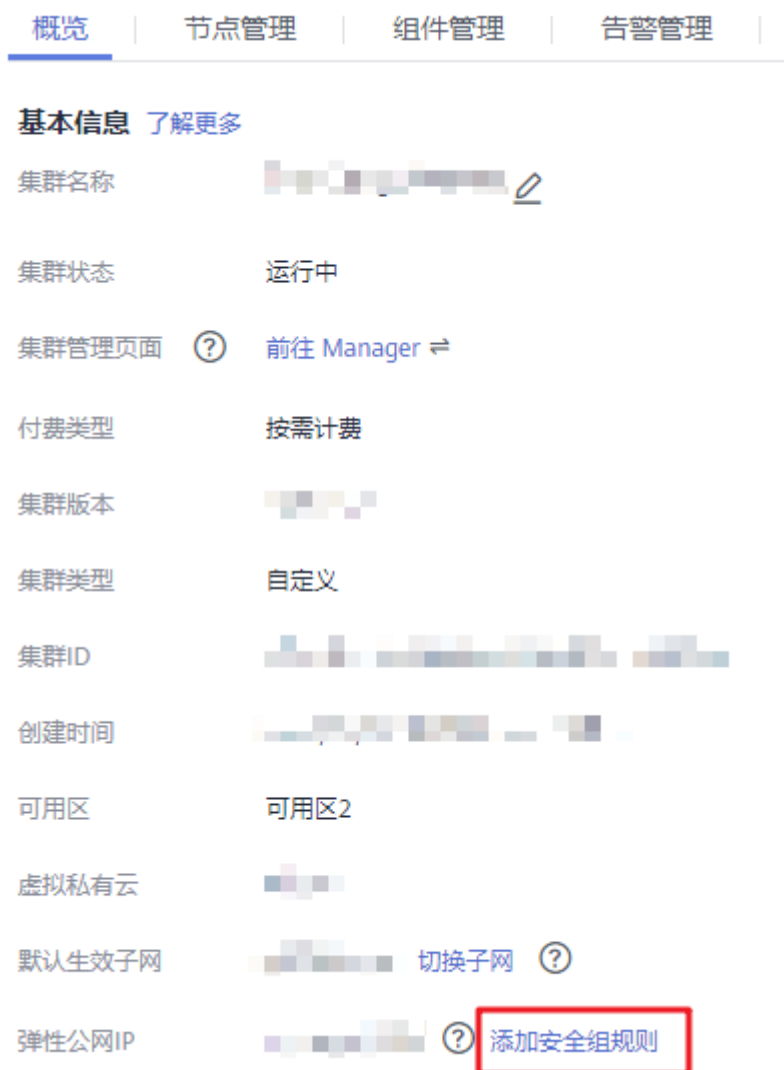 概览 节点管理 组件管理 告警管理
基本信息 了解更多
集群名称
集群状态 运行中
集群管理页面 ? 前往 Manager ⇌
付费类型 按需计费
集群版本
集群类型 自定义
集群ID
创建时间
可用区 可用区2
虚拟私有云
默认生效子网 切换子网 ?
弹性公网IP ? 添加安全组规则